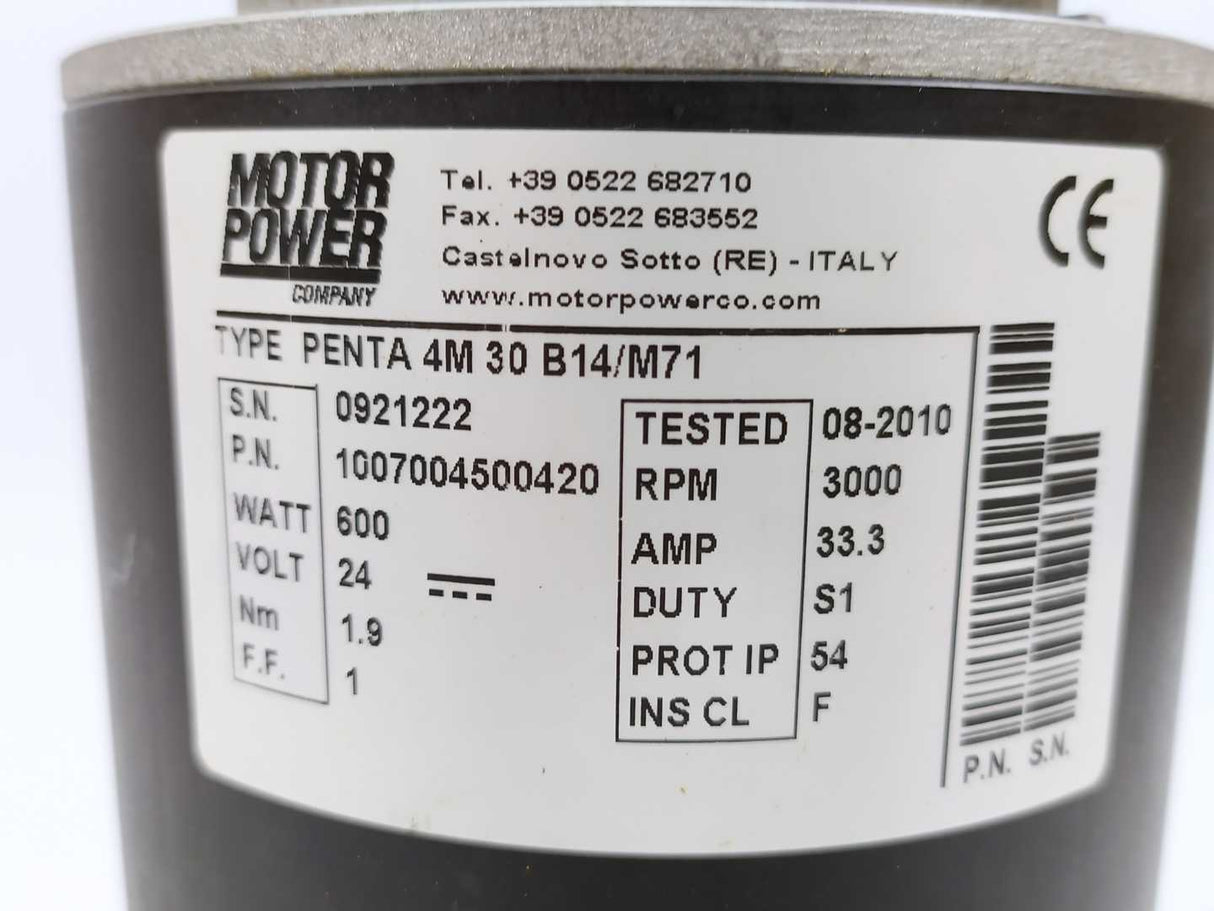 MOTOR
POWER
COMPANY
Tel. +39 0522 682710
Fax. +39 0522 683552
Castelnovo Sotto (RE) - ITALY
www.motorpowerco.com
CE
TYPE PENTA 4M 30 B14/M71
S.N. 0921222
P.N. 1007004500420
WATT 600
VOLT 24
Nm 1.9
F.F. 1
TESTED 08-2010
RPM 3000
AMP 33.3
DUTY S1
PROT IP 54
INS CL F
P.N. S.N.